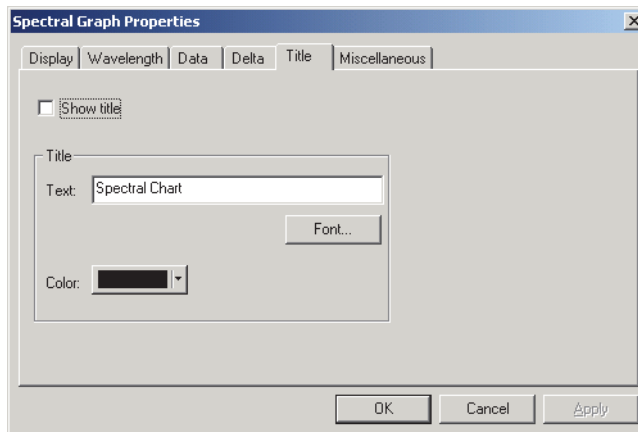 Spectral Graph Properties
Display Wavelength Data Delta Title Miscellaneous
Show title
Title
Text: Spectral Chart
Font...
Color:
OK Cancel Apply